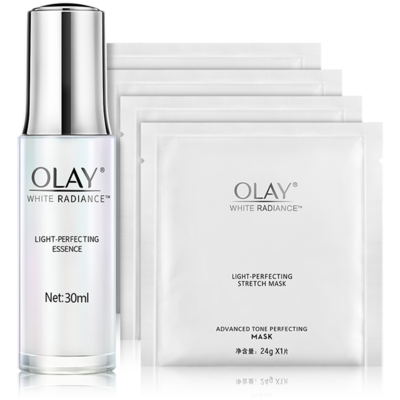 OLAY®
WHITE RADIANCE™
LIGHT-PERFECTING
ESSENCE
Net:30ml
OLAY®
WHITE RADIANCE™
LIGHT-PERFECTING
STRETCH MASK
ADVANCED TONE PERFECTING
MASK
净含量：24g X1片